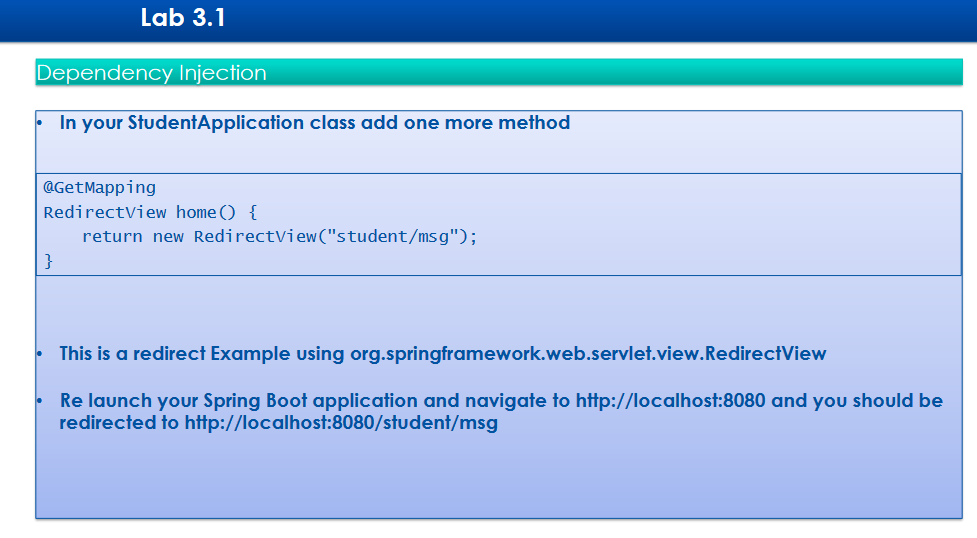 Lab 3.1
Dependency Injection
• In your StudentApplication class add one more method
@GetMapping
RedirectView home() {
    return new RedirectView("student/msg");
}
• This is a redirect Example using org.springframework.web.servlet.view.RedirectView
• Re launch your Spring Boot application and navigate to http://localhost:8080 and you should be
redirected to http://localhost:8080/student/msg